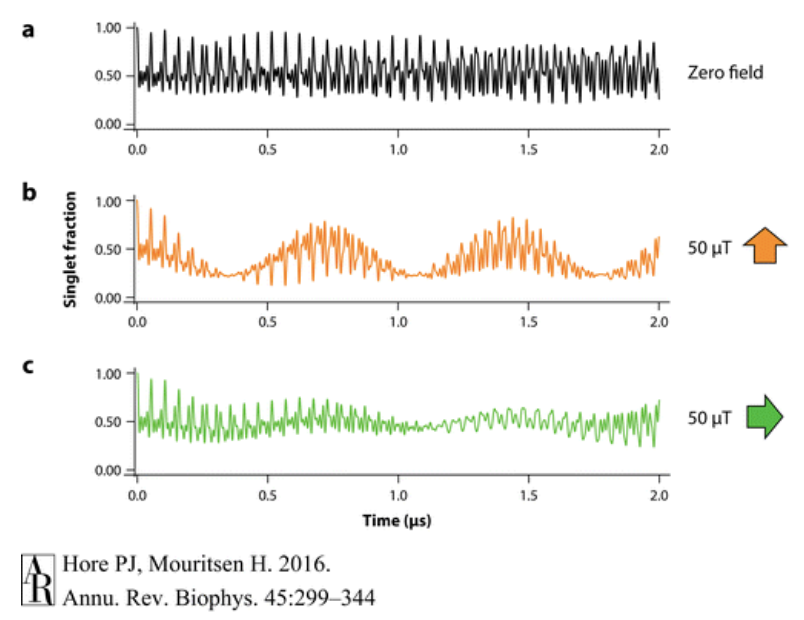 a
1.00
0.50
0.00
0.0 0.5 1.0 1.5 2.0
Zero field
b
1.00
0.50
0.00
0.0 0.5 1.0 1.5 2.0
50 µT
Singlet fraction
c
1.00
0.50
0.00
0.0 0.5 1.0 1.5 2.0
50 µT
Time (µs)
AR
Hore PJ, Mouritsen H. 2016.
Annu. Rev. Biophys. 45:299–344